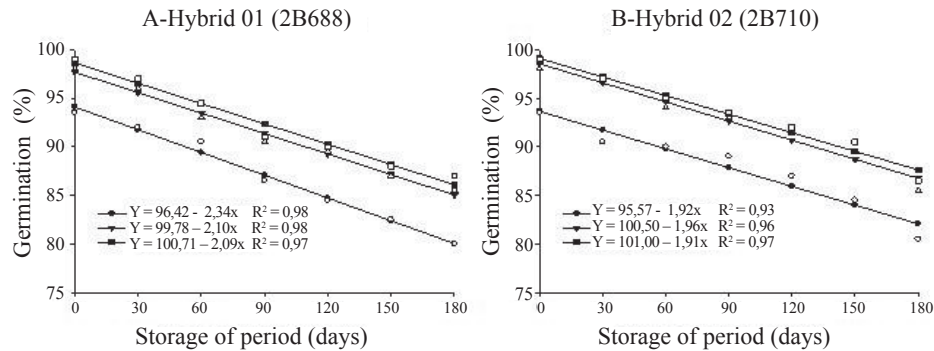 A-Hybrid 01 (2B688)
Germination (%)
100
95
90
85
80
75
Y = 96,42 - 2,34x R² = 0,98
Y = 99,78 – 2,10x R² = 0,98
Y = 100,71 – 2,09x R² = 0,97
0 30 60 90 120 150 180
Storage of period (days)
B-Hybrid 02 (2B710)
Germination (%)
100
95
90
85
80
75
Y = 95,57 - 1,92x R² = 0,93
Y = 100,50 – 1,96x R² = 0,96
Y = 101,00 – 1,91x R² = 0,97
0 30 60 90 120 150 180
Storage of period (days)